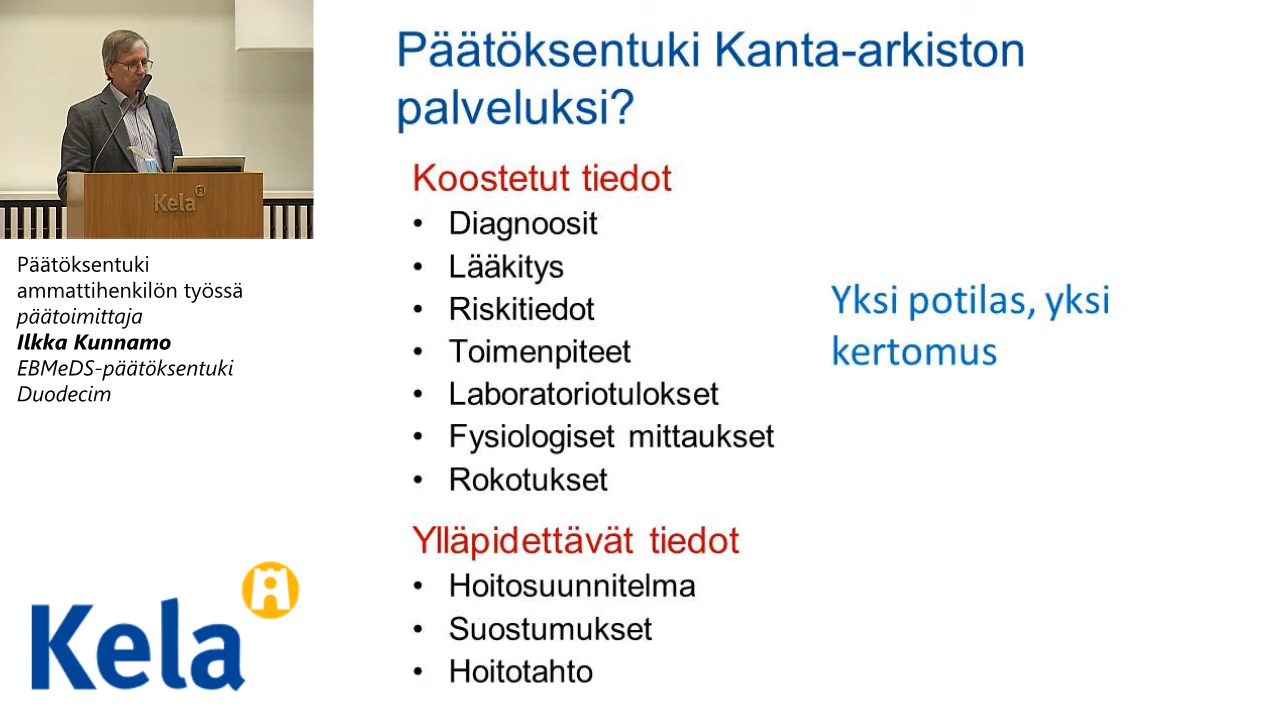 Kela
Päätöksentuki
ammattihenkilön työssä
päätoimittaja
Ilkka Kunnamo
EBMeDS-päätöksentuki
Duodecim
Kela
Päätöksentuki Kanta-arkiston
palveluksi?
Koostetut tiedot
• Diagnoosit
• Lääkitys
• Riskitiedot
• Toimenpiteet
• Laboratoriotulokset
• Fysiologiset mittaukset
• Rokotukset
Ylläpidettävät tiedot
• Hoitosuunnitelma
• Suostumukset
• Hoitotahto
Yksi potilas, yksi
kertomus